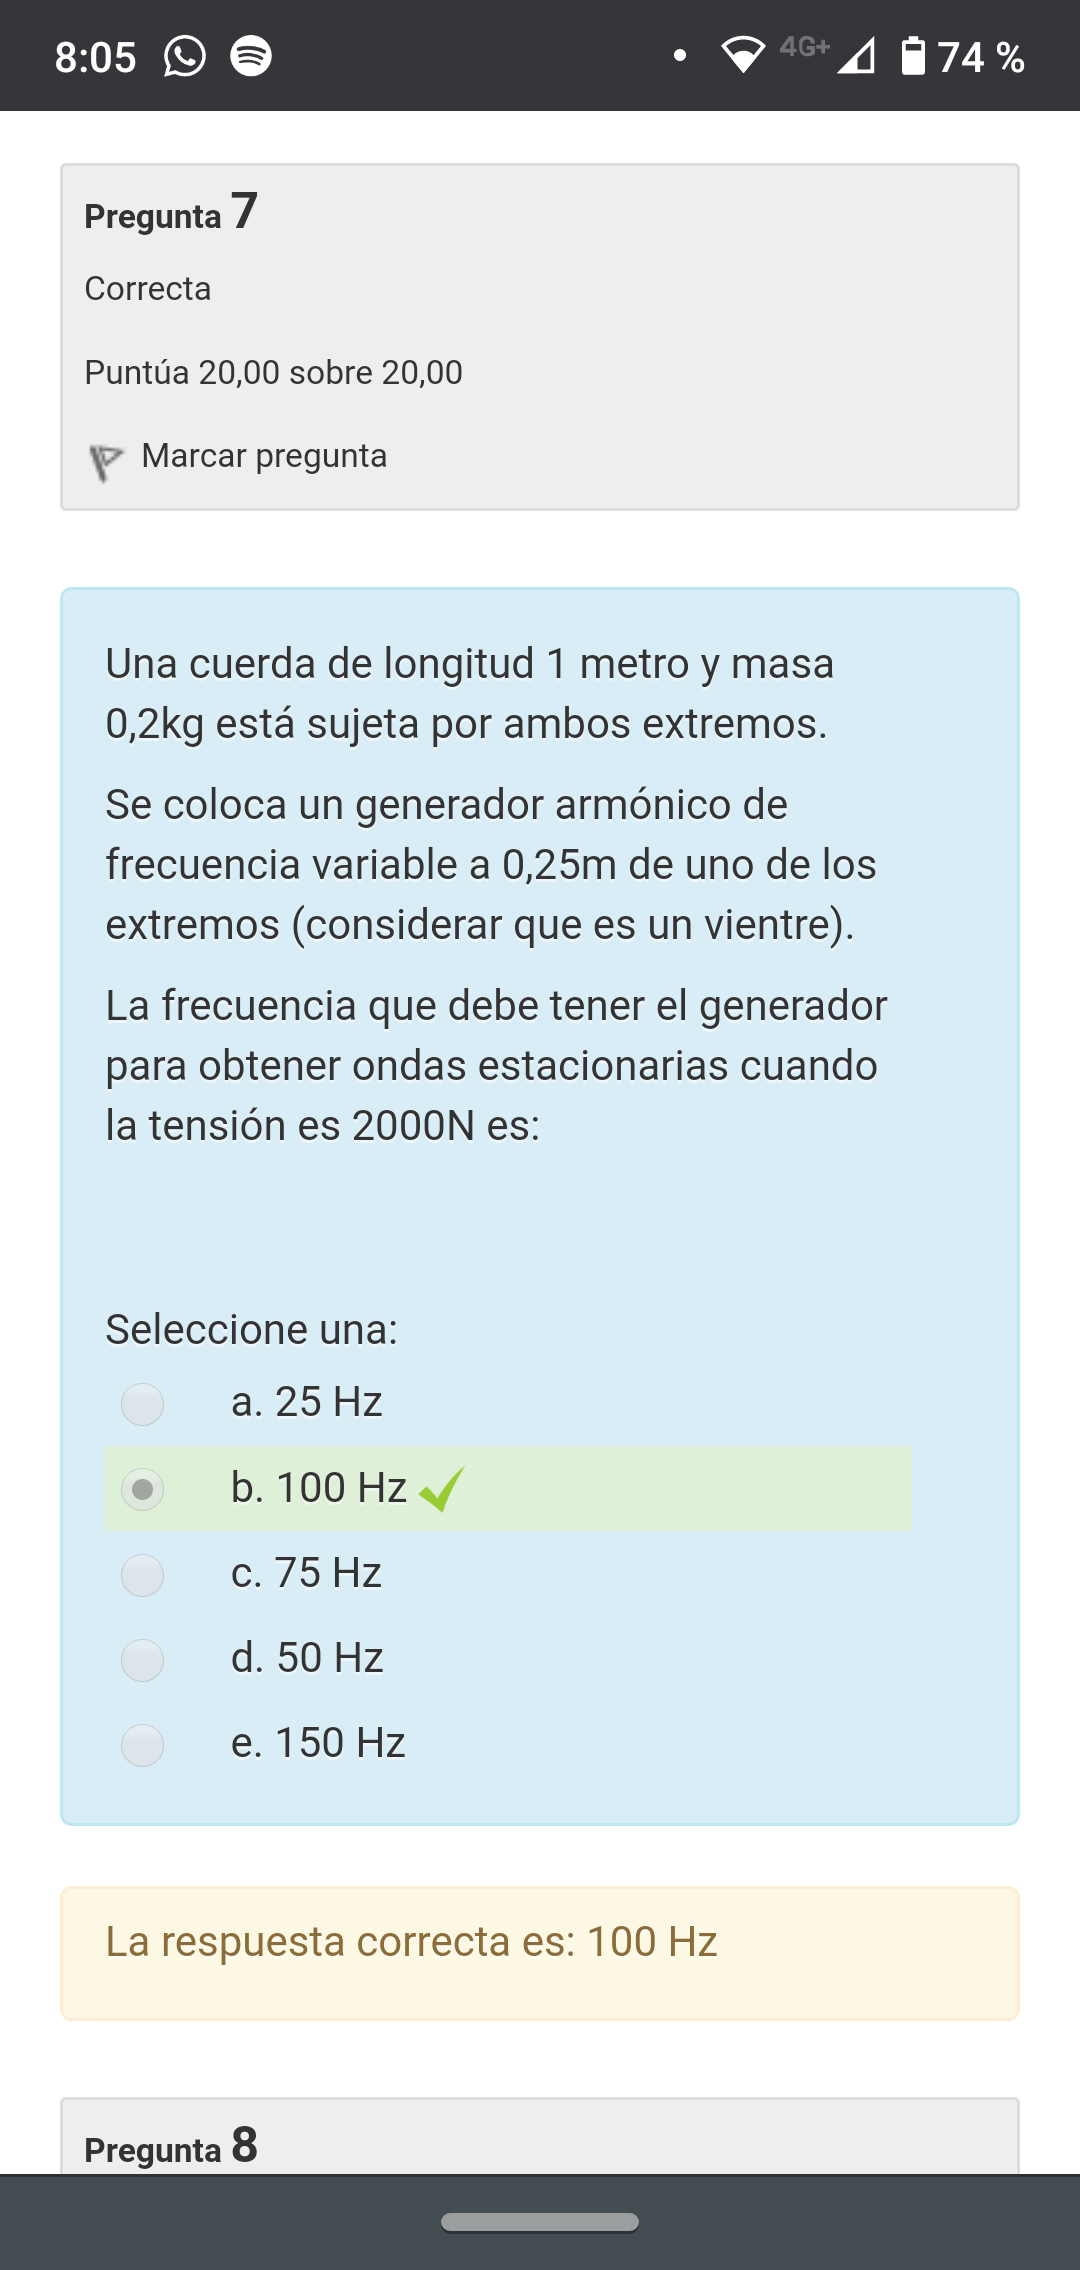 8:05 4G+ 74 %
Pregunta 7
Correcta
Puntúa 20,00 sobre 20,00
Marcar pregunta
Una cuerda de longitud 1 metro y masa
0,2kg está sujeta por ambos extremos.
Se coloca un generador armónico de
frecuencia variable a 0,25m de uno de los
extremos (considerar que es un vientre).
La frecuencia que debe tener el generador
para obtener ondas estacionarias cuando
la tensión es 2000N es:
Seleccione una:
a. 25 Hz
b. 100 Hz
c. 75 Hz
d. 50 Hz
e. 150 Hz
La respuesta correcta es: 100 Hz
Pregunta 8